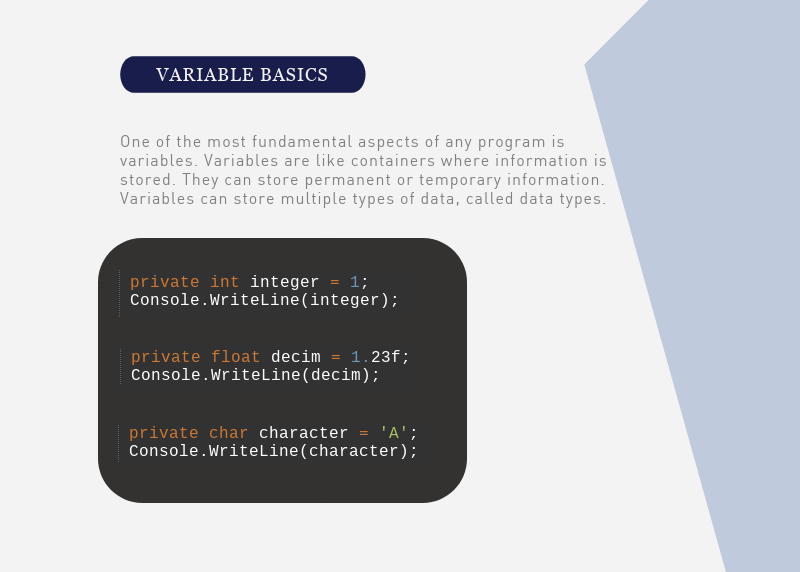 VARIABLE BASICS
One of the most fundamental aspects of any program is
variables. Variables are like containers where information is
stored. They can store permanent or temporary information.
Variables can store multiple types of data, called data types.
private int integer = 1;
Console.WriteLine(integer);
private float decim = 1.23f;
Console.WriteLine(decim);
private char character = 'A';
Console.WriteLine(character);